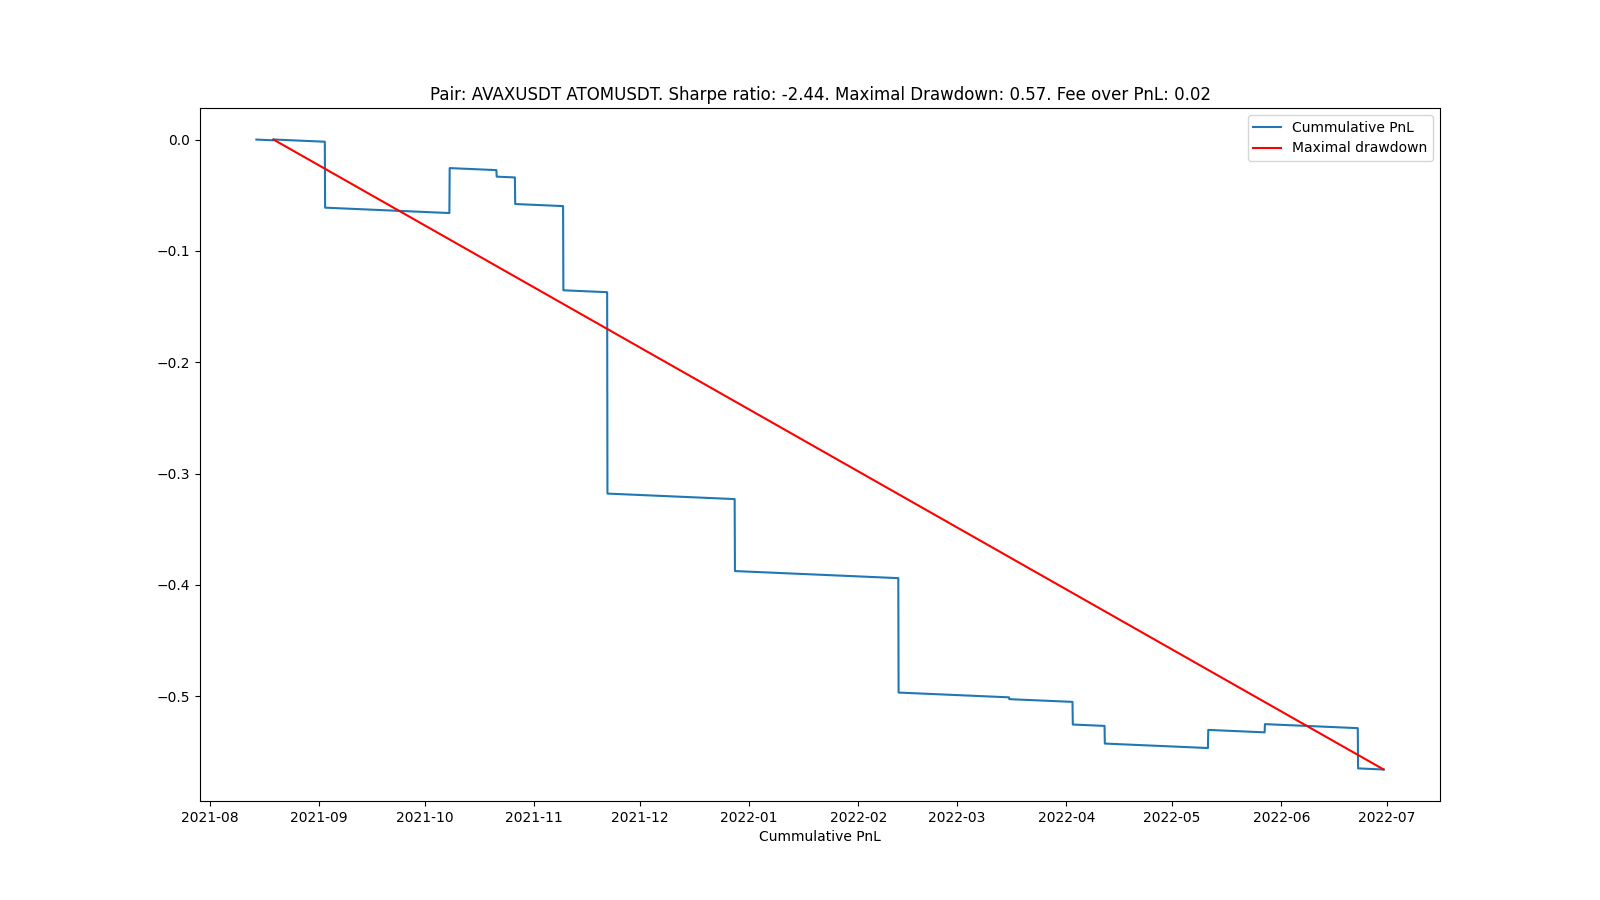 Pair: AVAXUSDT ATOMUSDT. Sharpe ratio: -2.44. Maximal Drawdown: 0.57. Fee over PnL: 0.02
Cummulative PnL
Maximal drawdown
0.0
−0.1
−0.2
−0.3
−0.4
−0.5
2021-08 2021-09 2021-10 2021-11 2021-12 2022-01 2022-02 2022-03 2022-04 2022-05 2022-06 2022-07
Cummulative PnL